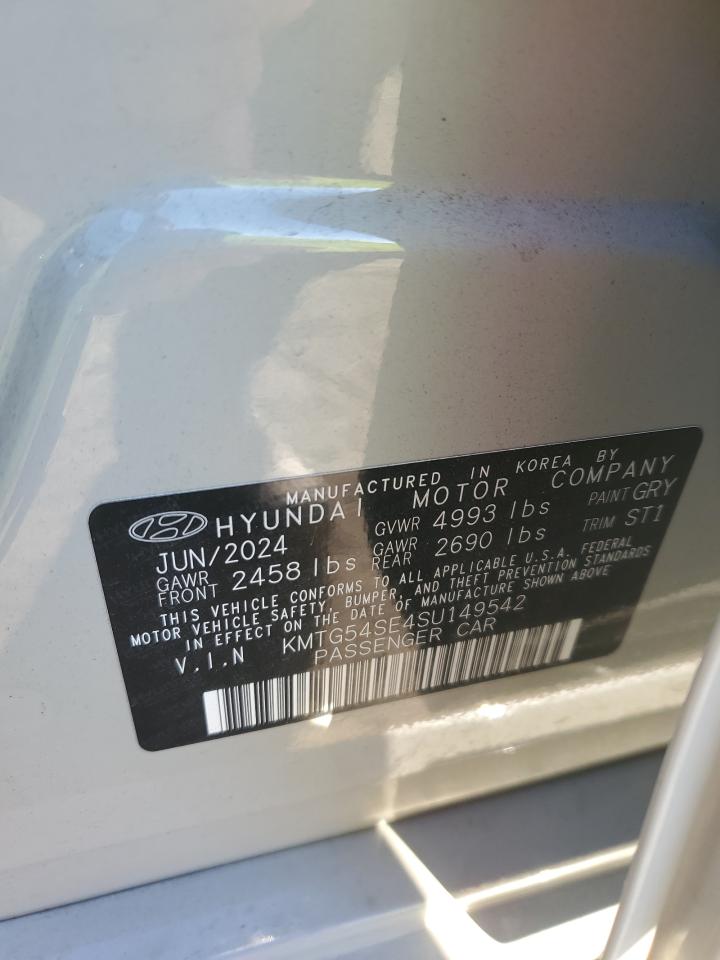 MANUFACTURED IN KOREA BY
HYUNDAI MOTOR COMPANY
JUN/2024 GVWR 4993 lbs PAINT GRY
GAWR FRONT 2458 lbs GAWR REAR 2690 lbs TRIM ST1
THIS VEHICLE CONFORMS TO ALL APPLICABLE U.S.A. FEDERAL
MOTOR VEHICLE SAFETY, BUMPER, AND THEFT PREVENTION STANDARDS
IN EFFECT ON THE DATE OF MANUFACTURE SHOWN ABOVE
V.I.N KMTG54SE4SU149542
PASSENGER CAR